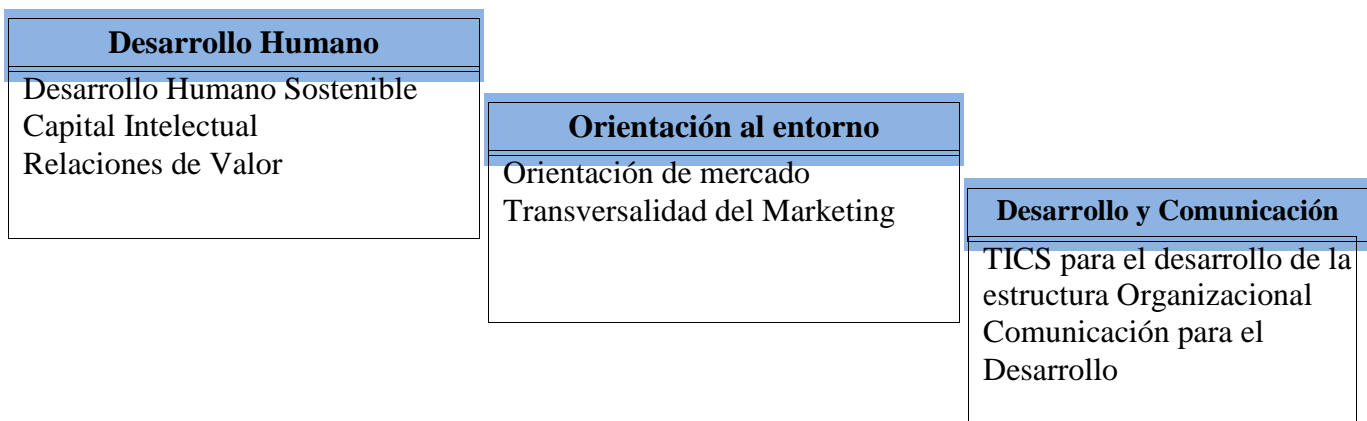 Desarrollo Humano
Desarrollo Humano Sostenible
Capital Intelectual
Relaciones de Valor
Orientación al entorno
Orientación de mercado
Transversalidad del Marketing
Desarrollo y Comunicación
TICS para el desarrollo de la
estructura Organizacional
Comunicación para el
Desarrollo